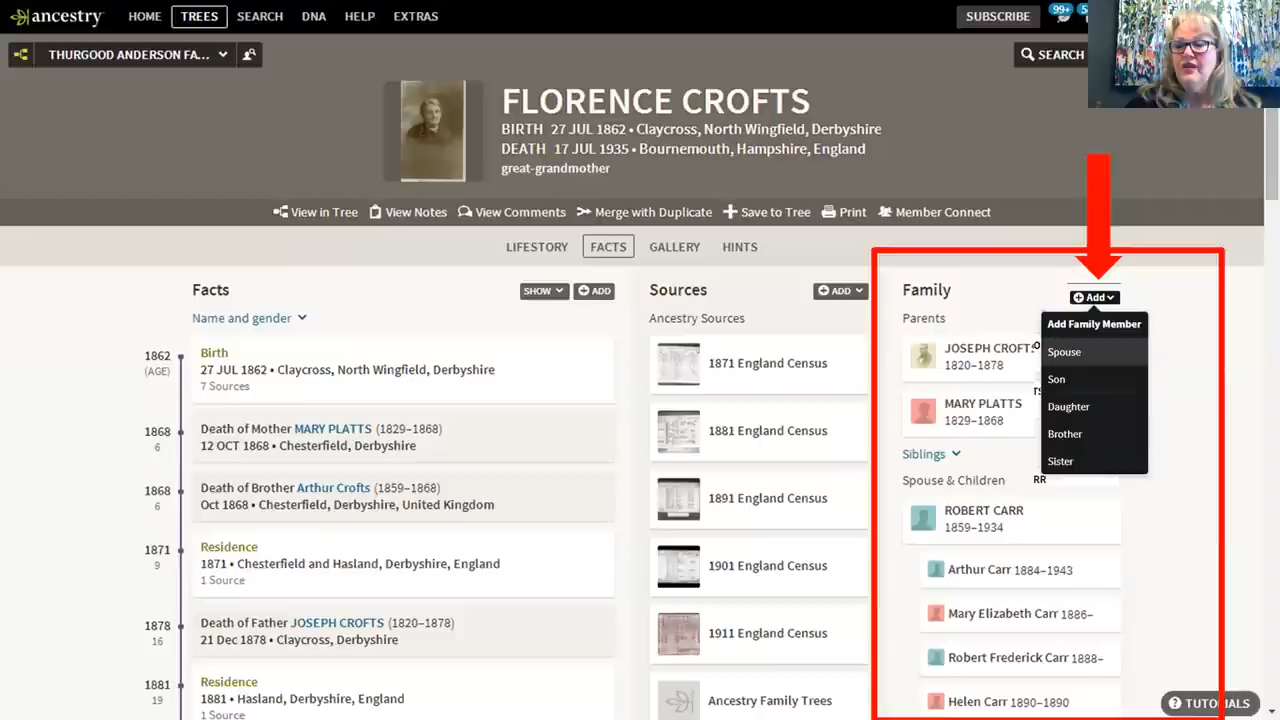 ancestry HOME TREES SEARCH DNA HELP EXTRAS SUBSCRIBE 99+
THURGOOD ANDERSON FA... SEARCH
FLORENCE CROFTS
BIRTH 27 JUL 1862 • Claycross, North Wingfield, Derbyshire
DEATH 17 JUL 1935 • Bournemouth, Hampshire, England
great-grandmother
View in Tree View Notes View Comments Merge with Duplicate Save to Tree Print Member Connect
LIFESTORY FACTS GALLERY HINTS
Facts SHOW ADD
Name and gender
1862
(AGE)
Birth
27 JUL 1862 • Claycross, North Wingfield, Derbyshire
7 Sources
1868
6
Death of Mother MARY PLATTS (1829–1868)
12 OCT 1868 • Chesterfield, Derbyshire
1868
6
Death of Brother Arthur Crofts (1859–1868)
Oct 1868 • Chesterfield, Derbyshire, United Kingdom
1871
9
Residence
1871 • Chesterfield and Hasland, Derbyshire, England
1 Source
1878
16
Death of Father JOSEPH CROFTS (1820–1878)
21 Dec 1878 • Claycross, Derbyshire
1881
19
Residence
1881 • Hasland, Derbyshire, England
1 Source
Sources ADD
Ancestry Sources
1871 England Census
1881 England Census
1891 England Census
1901 England Census
1911 England Census
Ancestry Family Trees
Family Add
Parents
JOSEPH CROFTS
1820–1878
MARY PLATTS
1829–1868
Siblings
Spouse & Children RR
ROBERT CARR
1859–1934
Arthur Carr 1884–1943
Mary Elizabeth Carr 1886–
Robert Frederick Carr 1888–
Helen Carr 1890–1890
Add Family Member
Spouse
Son
Daughter
Brother
Sister
TUTORIALS